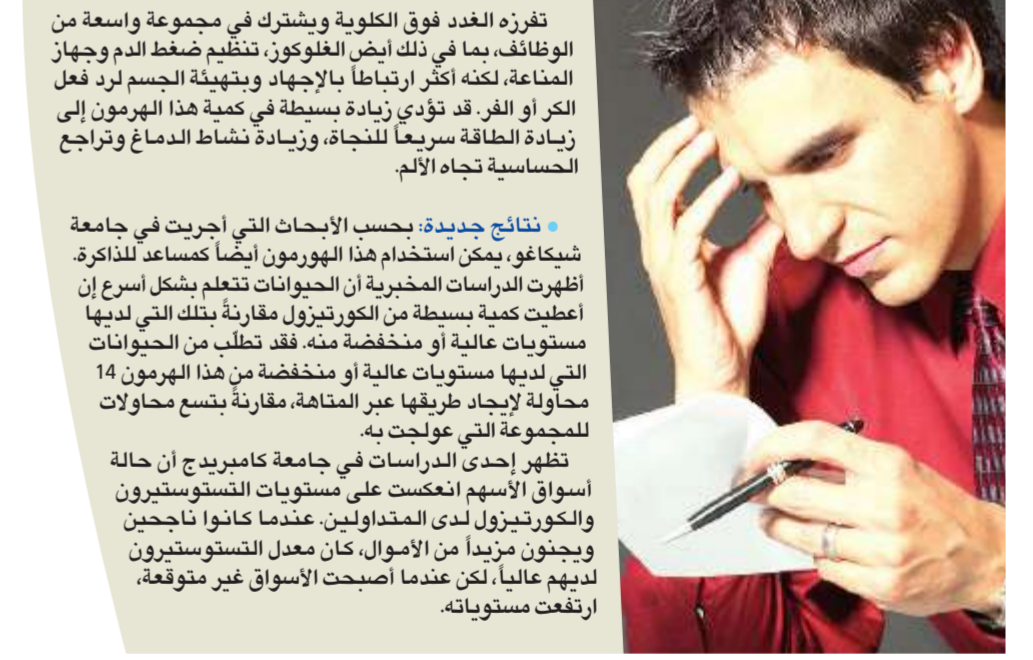 تفرزه الغدد فوق الكلوية ويشترك في مجموعة واسعة من
الوظائف، بما في ذلك أيض الغلوكوز، تنظيم ضغط الدم وجهاز
المناعة، لكنه أكثر ارتباطاً بالإجهاد وبتهيئة الجسم لرد فعل
الكر أو الفر. قد تؤدي زيادة بسيطة في كمية هذا الهرمون إلى
زيادة الطاقة سريعاً للنجاة، وزيادة نشاط الدماغ وتراجع
الحساسية تجاه الألم.
• نتائج جديدة: بحسب الأبحاث التي أجريت في جامعة
شيكاغو، يمكن استخدام هذا الهورمون أيضاً كمساعد للذاكرة.
أظهرت الدراسات المخبرية أن الحيوانات تتعلم بشكل أسرع إن
أعطيت كمية بسيطة من الكورتيزول مقارنةً بتلك التي لديها
مستويات عالية أو منخفضة منه. فقد تطلّب من الحيوانات
التي لديها مستويات عالية أو منخفضة من هذا الهرمون 14
محاولة لإيجاد طريقها عبر المتاهة، مقارنةً بتسع محاولات
للمجموعة التي عولجت به.
تظهر إحدى الدراسات في جامعة كامبريدج أن حالة
أسواق الأسهم انعكست على مستويات التستوستيرون
والكورتيزول لدى المتداولين. عندما كانوا ناجحين
ويجنون مزيداً من الأموال، كان معدل التستوستيرون
لديهم عالياً، لكن عندما أصبحت الأسواق غير متوقعة،
ارتفعت مستوياته.